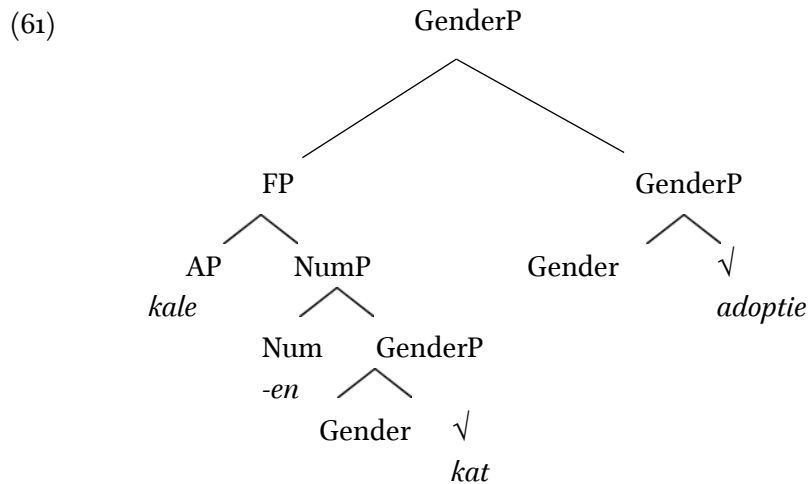 (61) GenderP
FP GenderP
AP NumP Gender √
kale adoptie
Num GenderP
-en
Gender √
kat